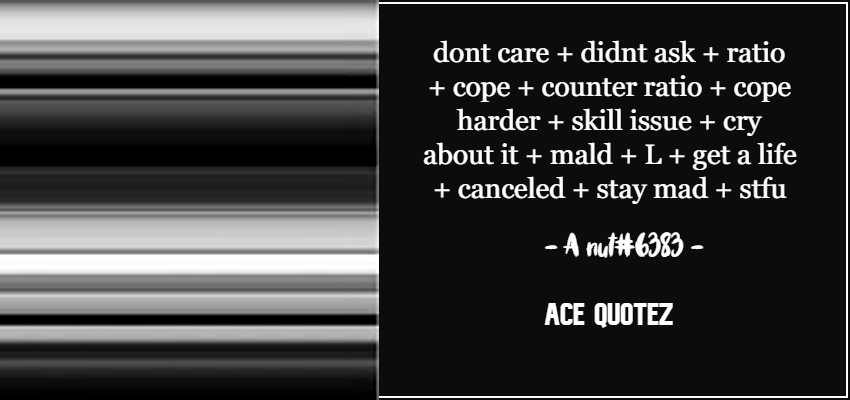 dont care + didnt ask + ratio
+ cope + counter ratio + cope
harder + skill issue + cry
about it + mald + L + get a life
+ canceled + stay mad + stfu
- A nut#6383 -
ACE QUOTEZ